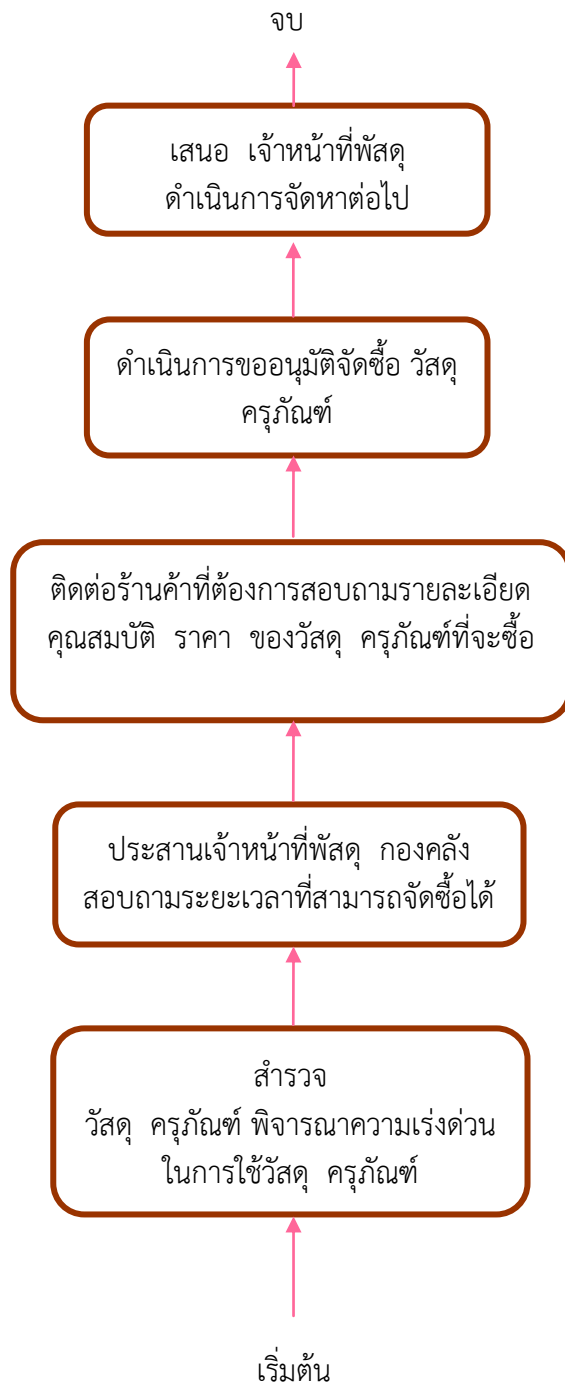 จบ
เสนอ เจ้าหน้าที่พัสดุ
ดำเนินการจัดหาต่อไป
ดำเนินการขออนุมัติจัดซื้อ วัสดุ
ครุภัณฑ์
ติดต่อร้านค้าที่ต้องการสอบถามรายละเอียด
คุณสมบัติ ราคา ของวัสดุ ครุภัณฑ์ที่จะซื้อ
ประสานเจ้าหน้าที่พัสดุ กองคลัง
สอบถามระยะเวลาที่สามารถจัดซื้อได้
สำรวจ
วัสดุ ครุภัณฑ์ พิจารณาความเร่งด่วน
ในการใช้วัสดุ ครุภัณฑ์
เริ่มต้น